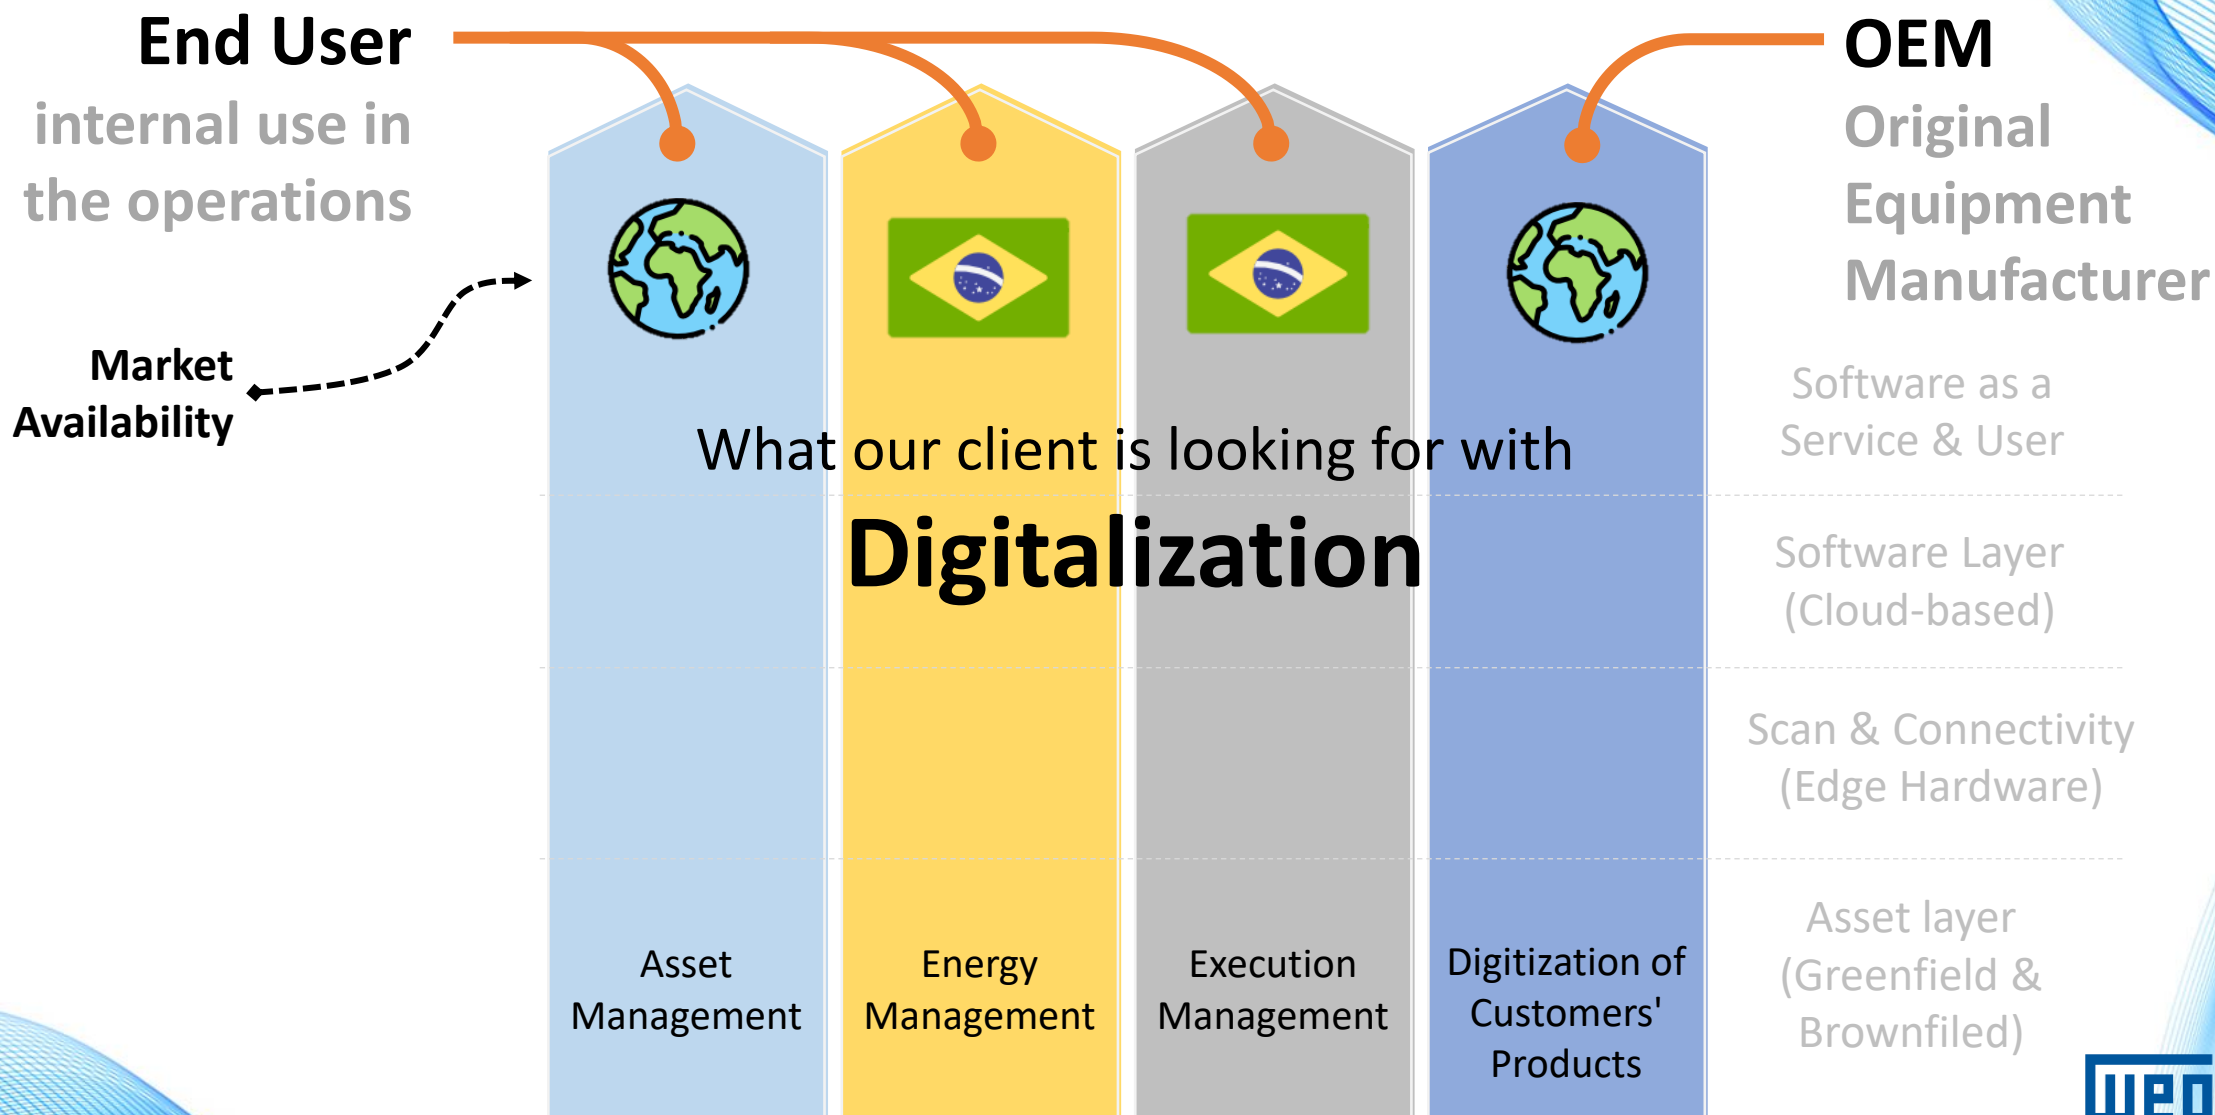 End User
internal use in
the operations
OEM
Original
Equipment
Manufacturer
Market
Availability
What our client is looking for with
Digitalization
Software as a
Service & User
Software Layer
(Cloud-based)
Scan & Connectivity
(Edge Hardware)
Asset layer
(Greenfield &
Brownfiled)
Asset
Management
Energy
Management
Execution
Management
Digitization of
Customers'
Products
weg